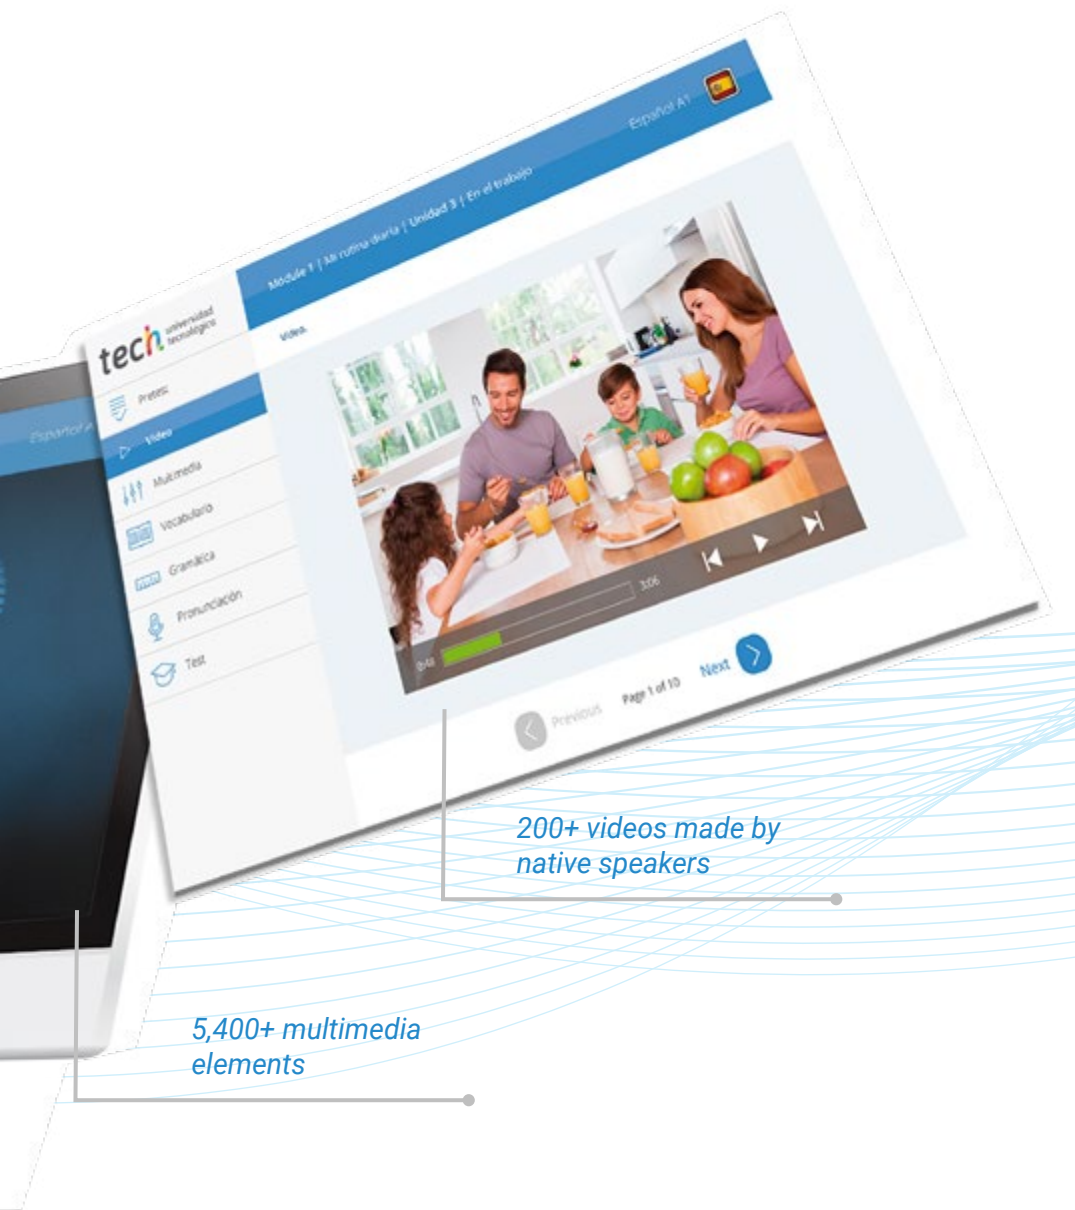 Español A1
Módulo 1 | Mi rutina diaria | Unidad 3 | En el trabajo
tech universidad
tecnológica
Video
Pretest
Video
Multimedia
Vocabulario
Gramática
Pronunciación
Test
Español A
0:48
3:06
Previous
Page 1 of 10
Next
200+ videos made by
native speakers
5,400+ multimedia
elements